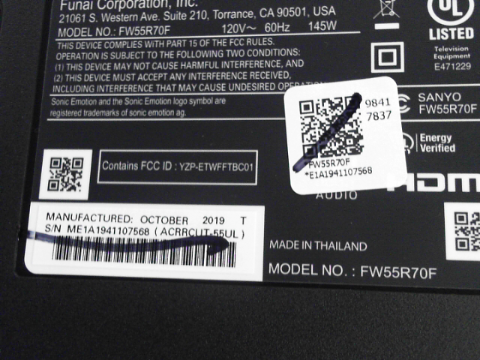 Funai Corporation, Inc.
21061 S. Western Ave. Suite 210, Torrance, CA 90501, USA
MODEL NO.: FW55R70F 120V~ 60Hz 145W
THIS DEVICE COMPLIES WITH PART 15 OF THE FCC RULES.
OPERATION IS SUBJECT TO THE FOLLOWING TWO CONDITIONS:
(1) THIS DEVICE MAY NOT CAUSE HARMFUL INTERFERENCE, AND
(2) THIS DEVICE MUST ACCEPT ANY INTERFERENCE RECEIVED,
INCLUDING INTERFERENCE THAT MAY CAUSE UNDESIRED
Sonic Emotion and the Sonic Emotion logo symbol are
registered trademarks of sonic emotion ag.
UL
LISTED
Television
Equipment
E471229
9841
7837
*FW55R70F
*E1A1941107568
SANYO
FW55R70F
Energy
Verified
AUDIO
HDMI
Contains FCC ID : YZP-ETWFFTBC01
MANUFACTURED: OCTOBER 2019 T
S/N ME1A1941107568 (ACRRCUT-55UL)
MADE IN THAILAND
MODEL NO. : FW55R70F